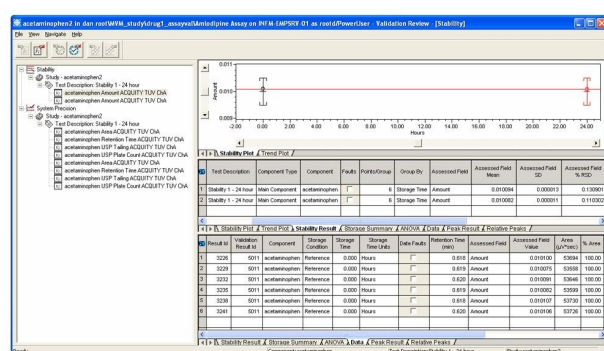 acetaminophen2 in dan root\MVM_study\drug1_assayval\Amlodipine Assay on INFM-EMPSRV-01 as rootd/PowerUser - Validation Review - [Stability]
File View Navigate Help
Stability
Study - acetaminophen2
Test Description: Stability 1 - 24 hour
acetaminophen Amount ACQUITY TUV ChA
acetaminophen Amount ACQUITY TUV ChA
System Precision
Study - acetaminophen2
Test Description: Stability 1 - 24 hour
acetaminophen Area ACQUITY TUV ChA
acetaminophen Retention Time ACQUITY TUV ChA
acetaminophen USP Tailing ACQUITY TUV ChA
acetaminophen USP Plate Count ACQUITY TUV ChA
acetaminophen Area ACQUITY TUV ChA
acetaminophen Retention Time ACQUITY TUV ChA
acetaminophen USP Tailing ACQUITY TUV ChA
acetaminophen USP Plate Count ACQUITY TUV ChA
0.011
0.010
0.009
Amount
-2.00 0.00 2.00 4.00 6.00 8.00 10.00 12.00 14.00 16.00 18.00 20.00 22.00 24.00
Hours
Stability Plot Trend Plot
Test Description Component Type Component Faults Points/Group Group By Assessed Field Assessed Field Mean Assessed Field SD Assessed Field % RSD
1 Stability 1 - 24 hour Main Component acetaminophen 6 Storage Time Amount 0.010094 0.000013 0.130901
2 Stability 1 - 24 hour Main Component acetaminophen 6 Storage Time Amount 0.010082 0.000011 0.110302
Stability Plot Trend Plot Stability Result Storage Summary ANOVA Data Peak Result Relative Peaks
Result Id Validation Result Id Component Storage Condition Storage Time Storage Time Units Data Faults Retention Time (min) Assessed Field Assessed Field Value Area (µV*sec) % Area
1 3226 5011 acetaminophen Reference 0.000 Hours 0.618 Amount 0.010100 53694 100.00
2 3229 5011 acetaminophen Reference 0.000 Hours 0.619 Amount 0.010075 53558 100.00
3 3232 5011 acetaminophen Reference 0.000 Hours 0.620 Amount 0.010091 53646 100.00
4 3235 5011 acetaminophen Reference 0.000 Hours 0.619 Amount 0.010082 53599 100.00
5 3238 5011 acetaminophen Reference 0.000 Hours 0.618 Amount 0.010107 53730 100.00
6 3241 5011 acetaminophen Reference 0.000 Hours 0.620 Amount 0.010106 53726 100.00
Stability Result Storage Summary ANOVA Data Peak Result Relative Peaks